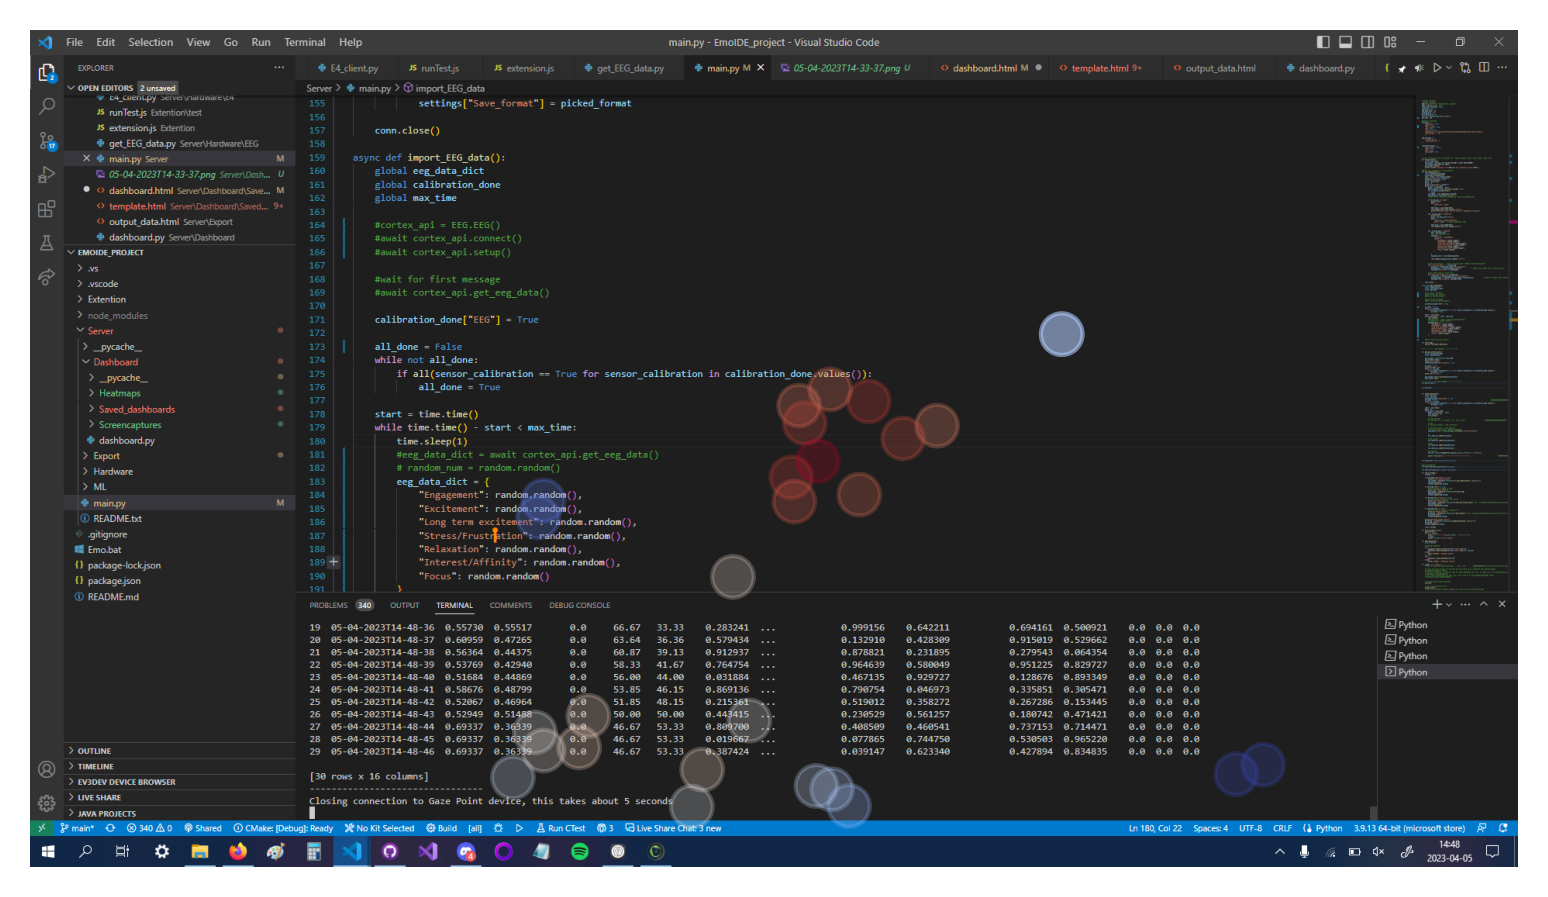 File Edit Selection View Go Run Terminal Help
main.py - EmoIDE_project - Visual Studio Code
EXPLORER
E4_client.py
JS runTest.js
JS extension.js
get_EEG_data.py
main.py M
05-04-2023T14-33-37.png U
dashboard.html M
template.html 9+
output_data.html
dashboard.py
OPEN EDITORS 2 unsaved
E4_client.py Server\Hardware\E4
JS runTest.js Extention\test
JS extension.js Extention
get_EEG_data.py Server\Hardware\EEG
main.py Server M
05-04-2023T14-33-37.png Server\Dash... U
dashboard.html Server\Dashboard\Save... M
template.html Server\Dashboard\Saved... 9+
output_data.html Server\Export
dashboard.py Server\Dashboard
EMOIDE_PROJECT
.vs
.vscode
Extention
node_modules
Server
__pycache__
Dashboard
__pycache__
Heatmaps
Saved_dashboards
Screencaptures
dashboard.py
Export
Hardware
ML
main.py M
README.txt
.gitignore
Emo.bat
{} package-lock.json
{} package.json
README.md
OUTLINE
TIMELINE
EV3DEV DEVICE BROWSER
LIVE SHARE
JAVA PROJECTS
Server > main.py > import_EEG_data
155 settings["Save_format"] = picked_format
156
157 conn.close()
158
159 async def import_EEG_data():
160 global eeg_data_dict
161 global calibration_done
162 global max_time
163
164 #cortex_api = EEG.EEG()
165 #await cortex_api.connect()
166 #await cortex_api.setup()
167
168 #wait for first message
169 #await cortex_api.get_eeg_data()
170
171 calibration_done["EEG"] = True
172
173 all_done = False
174 while not all_done:
175 if all(sensor_calibration == True for sensor_calibration in calibration_done.values()):
176 all_done = True
177
178 start = time.time()
179 while time.time() - start < max_time:
180 time.sleep(1)
181 #eeg_data_dict = await cortex_api.get_eeg_data()
182 # random_num = random.random()
183 eeg_data_dict = {
184 "Engagement": random.random(),
185 "Excitement": random.random(),
186 "Long term excitement": random.random(),
187 "Stress/Frustration": random.random(),
188 "Relaxation": random.random(),
189 "Interest/Affinity": random.random(),
190 "Focus": random.random()
191 }
PROBLEMS 340 OUTPUT TERMINAL COMMENTS DEBUG CONSOLE
19 05-04-2023T14-48-36 0.55730 0.55517 0.0 66.67 33.33 0.283241 ... 0.999156 0.642211 0.694161 0.500921 0.0 0.0 0.0
20 05-04-2023T14-48-37 0.60959 0.47265 0.0 63.64 36.36 0.579434 ... 0.132910 0.428309 0.915019 0.529662 0.0 0.0 0.0
21 05-04-2023T14-48-38 0.56364 0.44375 0.0 60.87 39.13 0.912937 ... 0.878821 0.231895 0.279543 0.064354 0.0 0.0 0.0
22 05-04-2023T14-48-39 0.53769 0.42940 0.0 58.33 41.67 0.764754 ... 0.964639 0.580049 0.951225 0.829727 0.0 0.0 0.0
23 05-04-2023T14-48-40 0.51684 0.44869 0.0 56.00 44.00 0.031884 ... 0.467135 0.929727 0.128676 0.893349 0.0 0.0 0.0
24 05-04-2023T14-48-41 0.58676 0.48799 0.0 53.85 46.15 0.869136 ... 0.790754 0.046973 0.335851 0.305471 0.0 0.0 0.0
25 05-04-2023T14-48-42 0.52067 0.46964 0.0 51.85 48.15 0.215361 ... 0.519012 0.358272 0.267286 0.153445 0.0 0.0 0.0
26 05-04-2023T14-48-43 0.52949 0.51488 0.0 50.00 50.00 0.443415 ... 0.230529 0.561257 0.180742 0.471421 0.0 0.0 0.0
27 05-04-2023T14-48-44 0.69337 0.36339 0.0 46.67 53.33 0.809700 ... 0.408509 0.460541 0.737153 0.714471 0.0 0.0 0.0
28 05-04-2023T14-48-45 0.69337 0.36339 0.0 46.67 53.33 0.019667 ... 0.077865 0.744750 0.530503 0.965220 0.0 0.0 0.0
29 05-04-2023T14-48-46 0.69337 0.36339 0.0 46.67 53.33 0.387424 ... 0.039147 0.623340 0.427894 0.834835 0.0 0.0 0.0
[30 rows x 16 columns]
--------------------------------
Closing connection to Gaze Point device, this takes about 5 seconds
Python
Python
Python
Python
main* 340 0 Shared CMake: [Debug]: Ready No Kit Selected Build [all] Run CTest 3 Live Share Chat: 3 new
Ln 180, Col 22 Spaces: 4 UTF-8 CRLF Python 3.9.13 64-bit (microsoft store)
14:48
2023-04-05